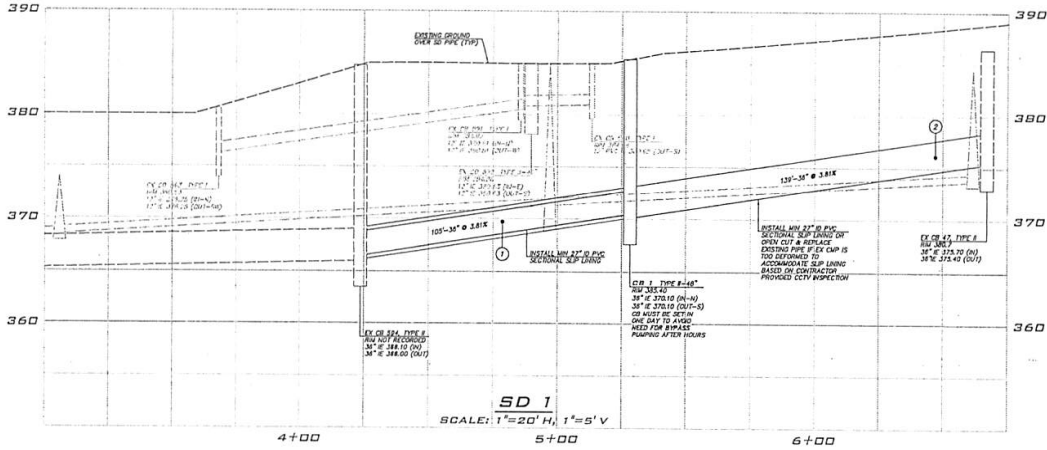 390
390
EXISTING GROUND
OVER SD PIPE (TYP)
380
380
2
139'-36" @ 3.81%
370
370
105'-36" @ 3.81%
1
INSTALL MIN 27" ID PVC
SECTIONAL SLIP LINING
INSTALL MIN 27" ID PVC
SECTIONAL SLIP LINING OR
OPEN CUT & REPLACE
EXISTING PIPE IF EX CMP IS
TOO DEFORMED TO
ACCOMMODATE SLIP LINING
BASED ON CONTRACTOR
PROVIDED CCTV INSPECTION
EX CB 47, TYPE II
RIM 380.7
36" IE 375.70 (IN)
36" IE 375.40 (OUT)
CB 1 TYPE II-48"
RIM 385.40
36" IE 370.10 (IN-N)
36" IE 370.10 (OUT-S)
CB MUST BE SET IN
ONE DAY TO AVOID
NEED FOR BYPASS
PUMPING AFTER HOURS
360
360
EX CB 524, TYPE II
RIM NOT RECORDED
36" IE 366.10 (IN)
36" IE 366.00 (OUT)
SD 1
SCALE: 1"=20' H, 1"=5' V
4+00
5+00
6+00